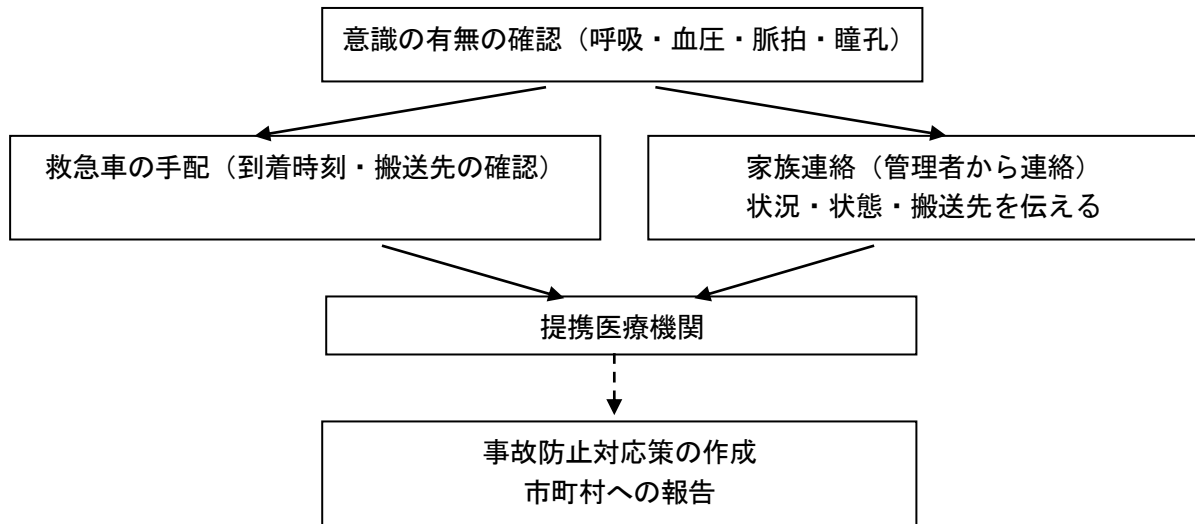 意識の有無の確認（呼吸・血圧・脈拍・瞳孔）
救急車の手配（到着時刻・搬送先の確認）
家族連絡（管理者から連絡）
状況・状態・搬送先を伝える
提携医療機関
事故防止対応策の作成
市町村への報告